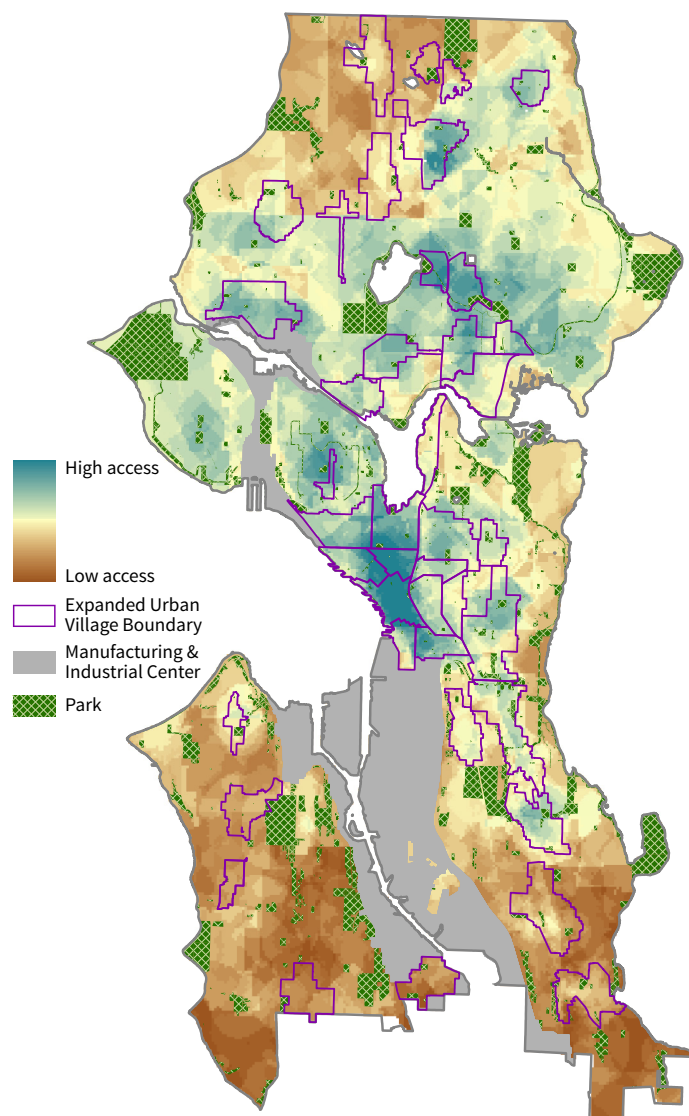 High access
Low access
Expanded Urban
Village Boundary
Manufacturing &
Industrial Center
Park